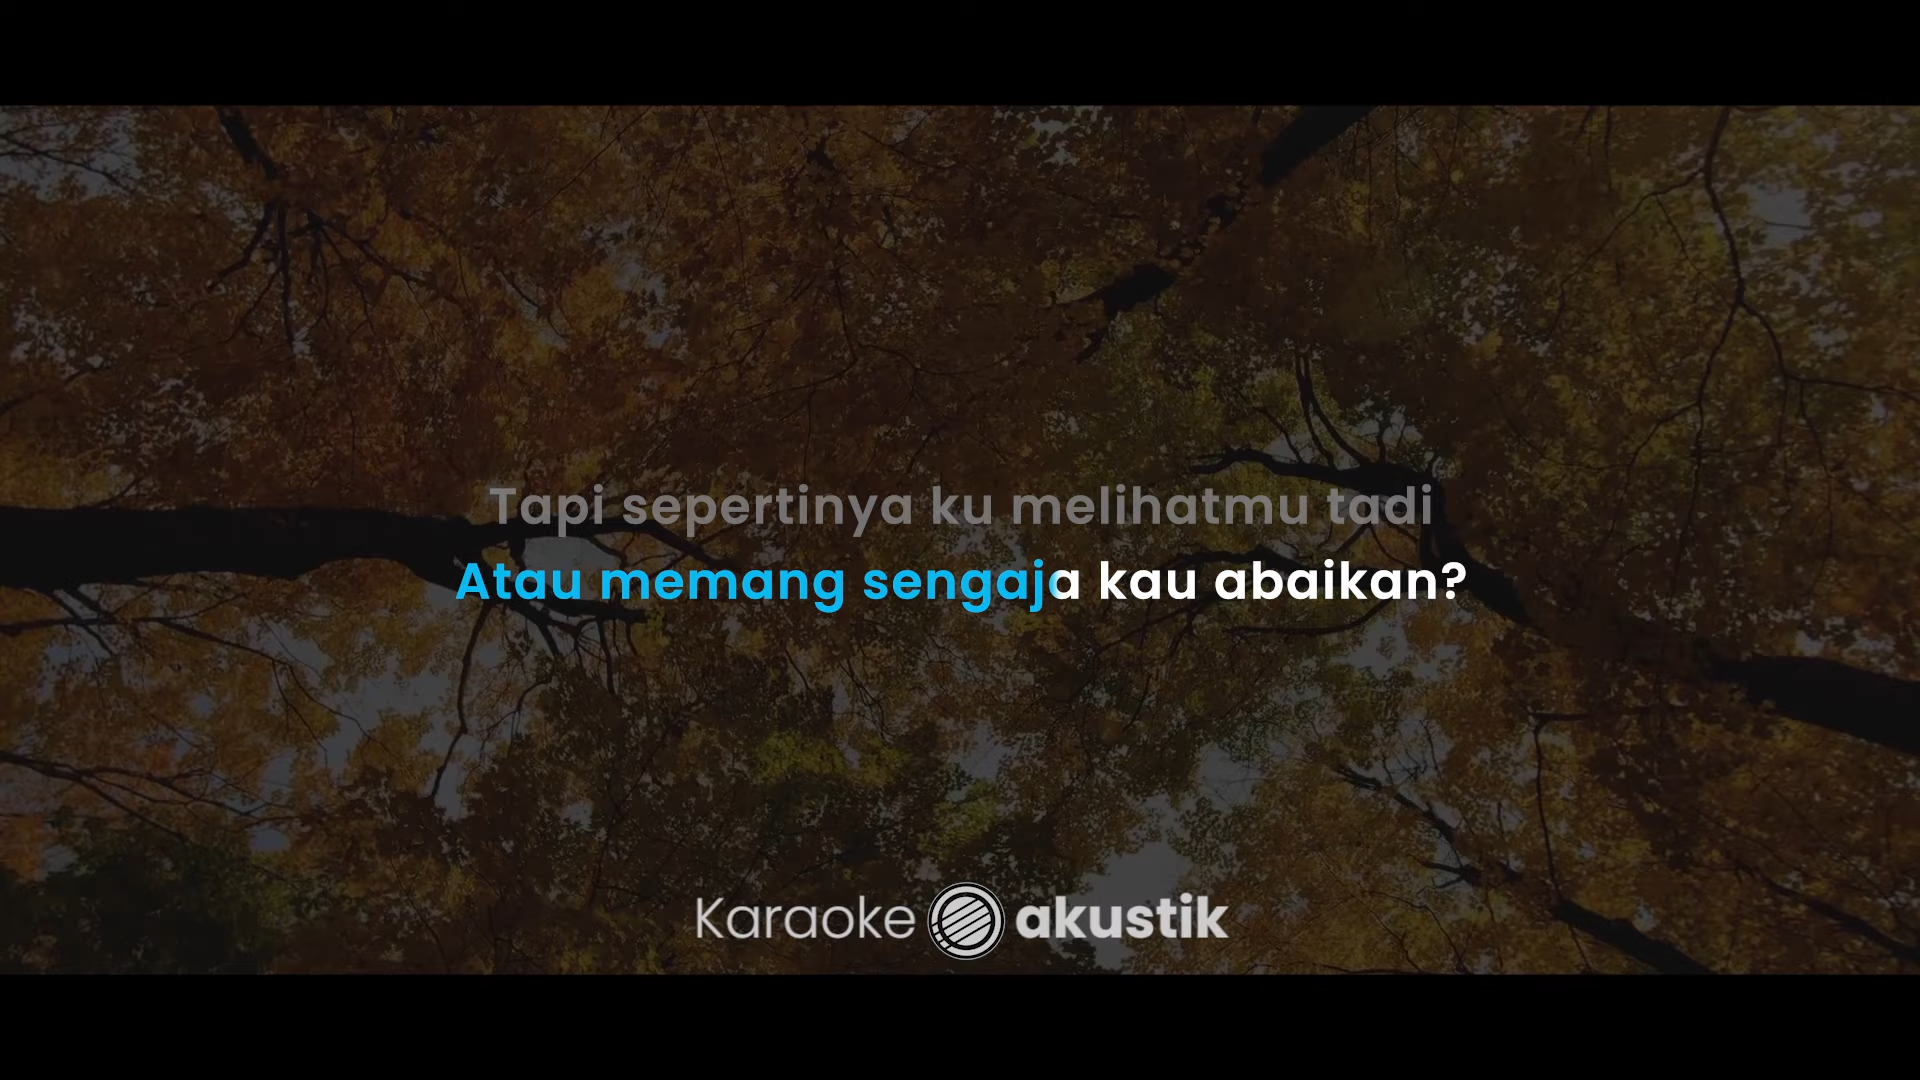 Tapi sepertinya ku melihatmu tadi
Atau memang sengaja kau abaikan?
Karaoke akustik